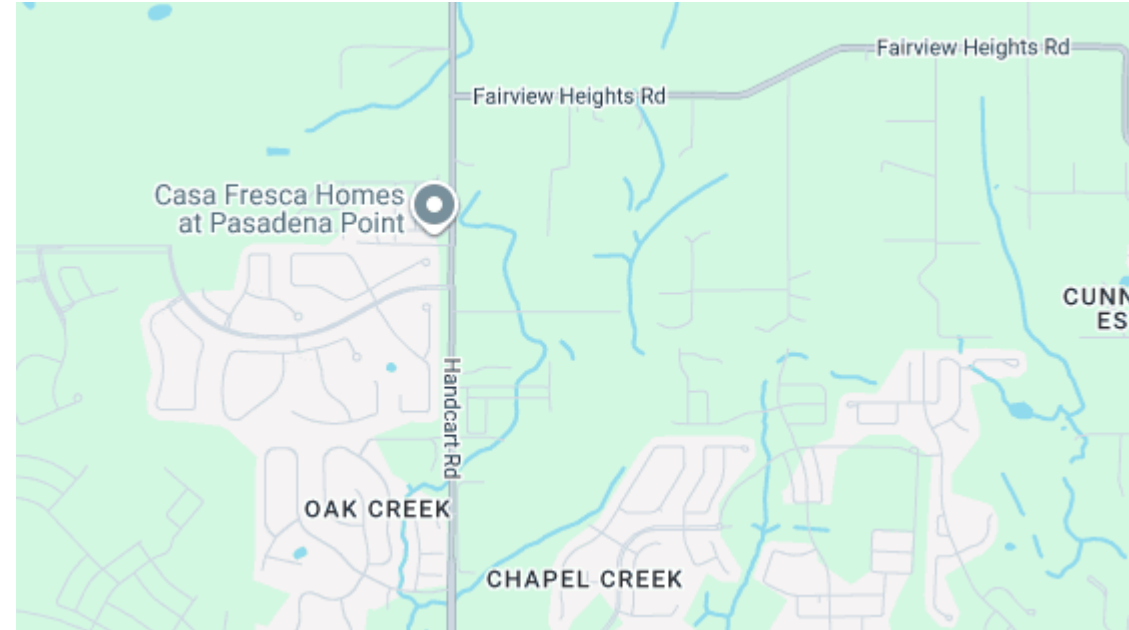 Fairview Heights Rd
Fairview Heights Rd
Casa Fresca Homes
at Pasadena Point
CUNN
ES
Handcart Rd
OAK CREEK
CHAPEL CREEK